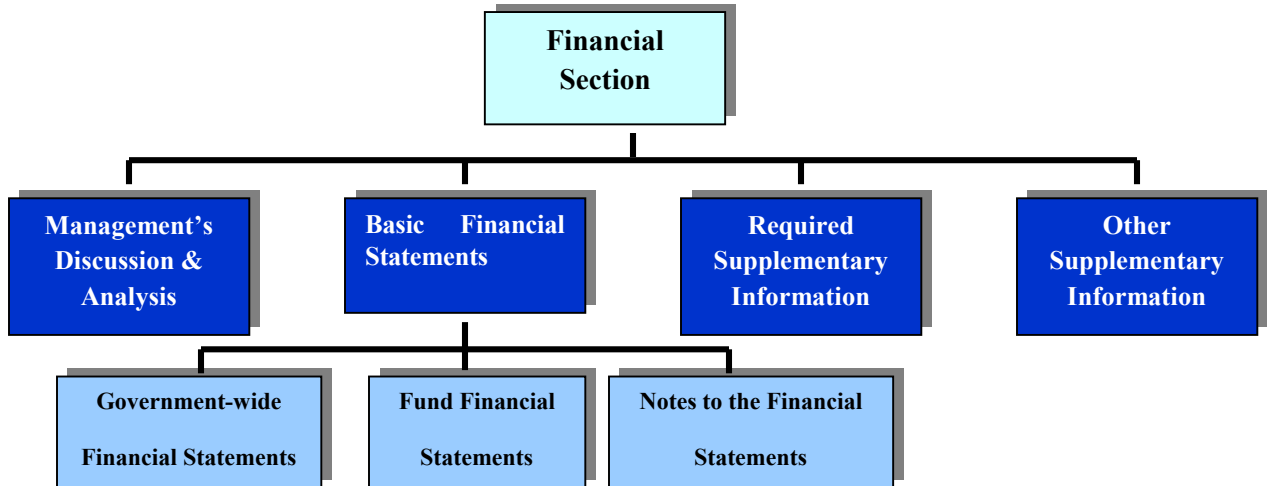 Financial
Section
Management’s
Discussion &
Analysis
Basic Financial
Statements
Required
Supplementary
Information
Other
Supplementary
Information
Government-wide
Financial Statements
Fund Financial
Statements
Notes to the Financial
Statements